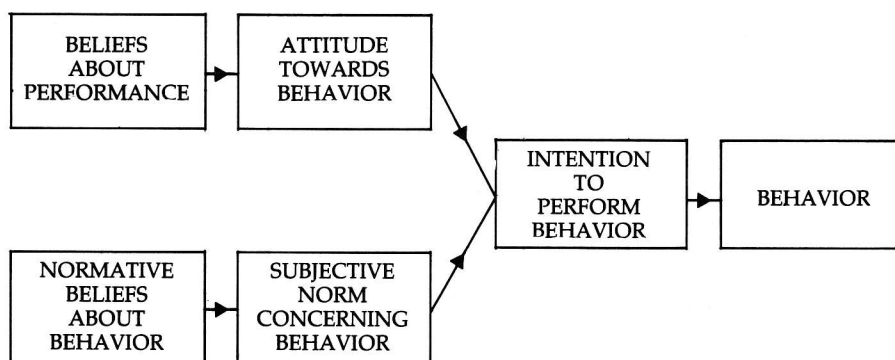 BELIEFS
ABOUT
PERFORMANCE
ATTITUDE
TOWARDS
BEHAVIOR
INTENTION
TO
PERFORM
BEHAVIOR
BEHAVIOR
NORMATIVE
BELIEFS
ABOUT
BEHAVIOR
SUBJECTIVE
NORM
CONCERNING
BEHAVIOR